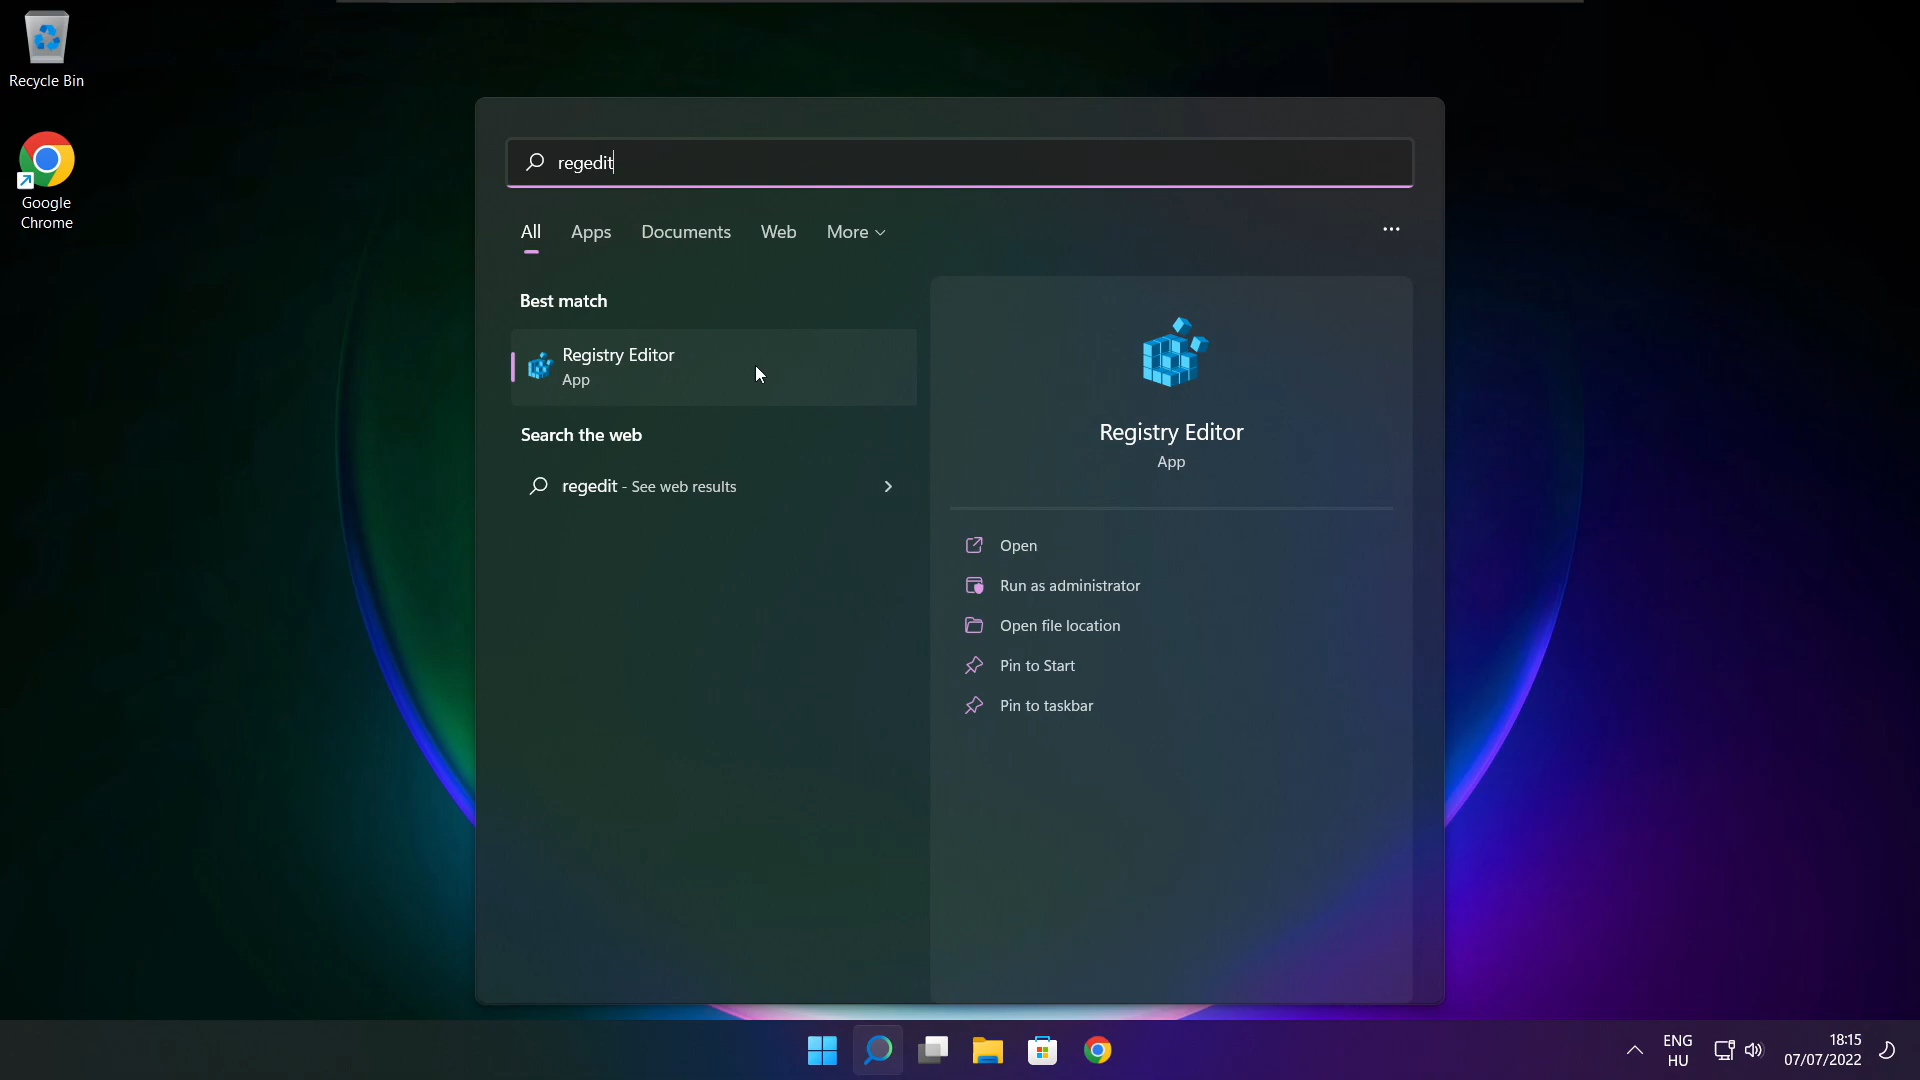 Recycle Bin
Google
Chrome
regedit
All Apps Documents Web More
Best match
Registry Editor
App
Search the web
regedit - See web results
Registry Editor
App
Open
Run as administrator
Open file location
Pin to Start
Pin to taskbar
ENG
HU
18:15
07/07/2022